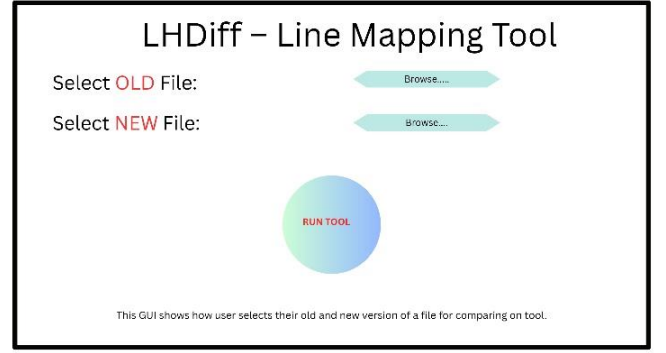 LHDiff – Line Mapping Tool
Select OLD File: Browse.....
Select NEW File: Browse....
RUN TOOL
This GUI shows how user selects their old and new version of a file for comparing on tool.